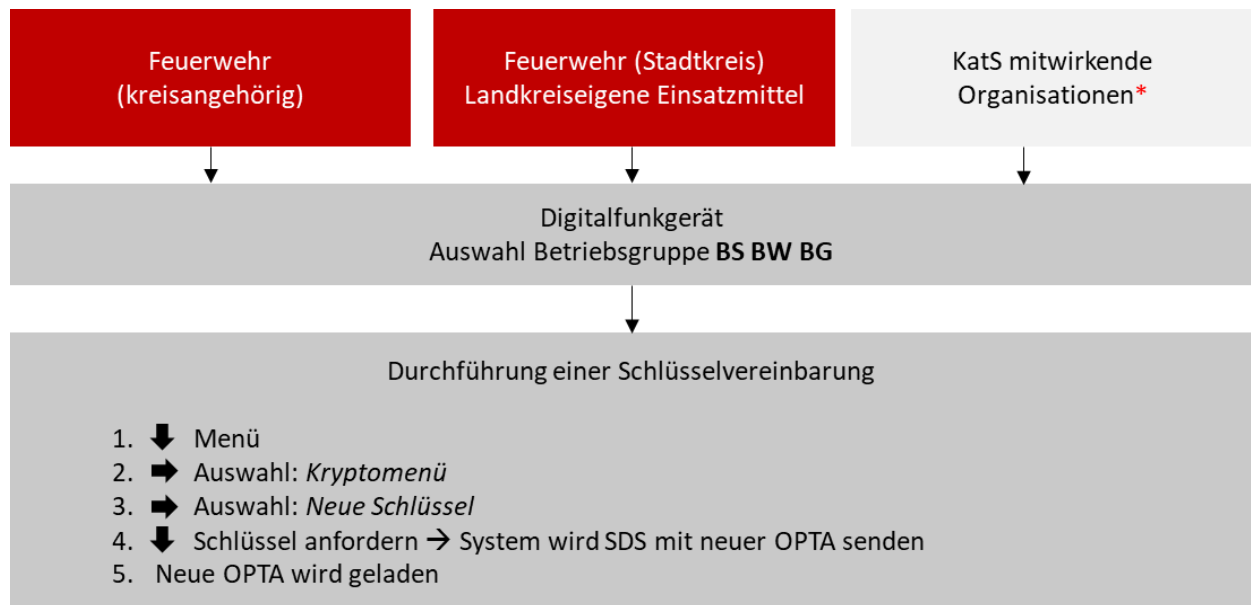 Feuerwehr
(kreisangehörig)
Feuerwehr (Stadtkreis)
Landkreiseigene Einsatzmittel
KatS mitwirkende
Organisationen*
Digitalfunkgerät
Auswahl Betriebsgruppe BS BW BG
Durchführung einer Schlüsselvereinbarung
1. ⬇ Menü
2. ➡ Auswahl: Kryptomenü
3. ➡ Auswahl: Neue Schlüssel
4. ⬇ Schlüssel anfordern → System wird SDS mit neuer OPTA senden
5. Neue OPTA wird geladen